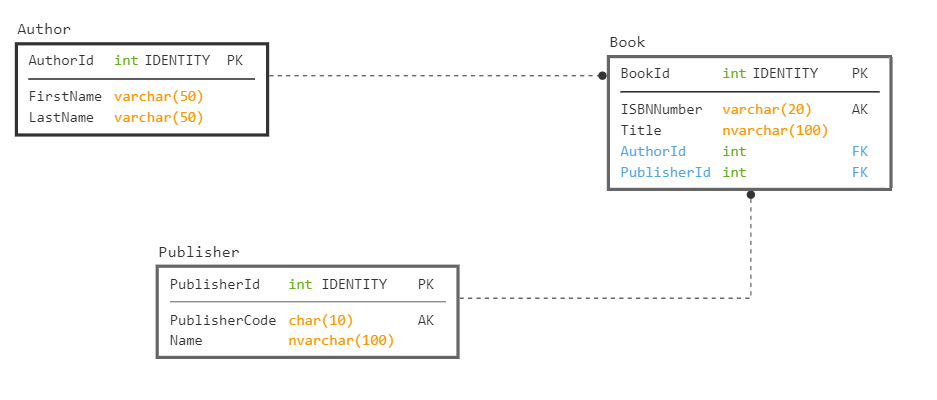 Author
AuthorId int IDENTITY PK
FirstName varchar(50)
LastName varchar(50)
Book
BookId int IDENTITY PK
ISBNNumber varchar(20) AK
Title nvarchar(100)
AuthorId int FK
PublisherId int FK
Publisher
PublisherId int IDENTITY PK
PublisherCode char(10) AK
Name nvarchar(100)